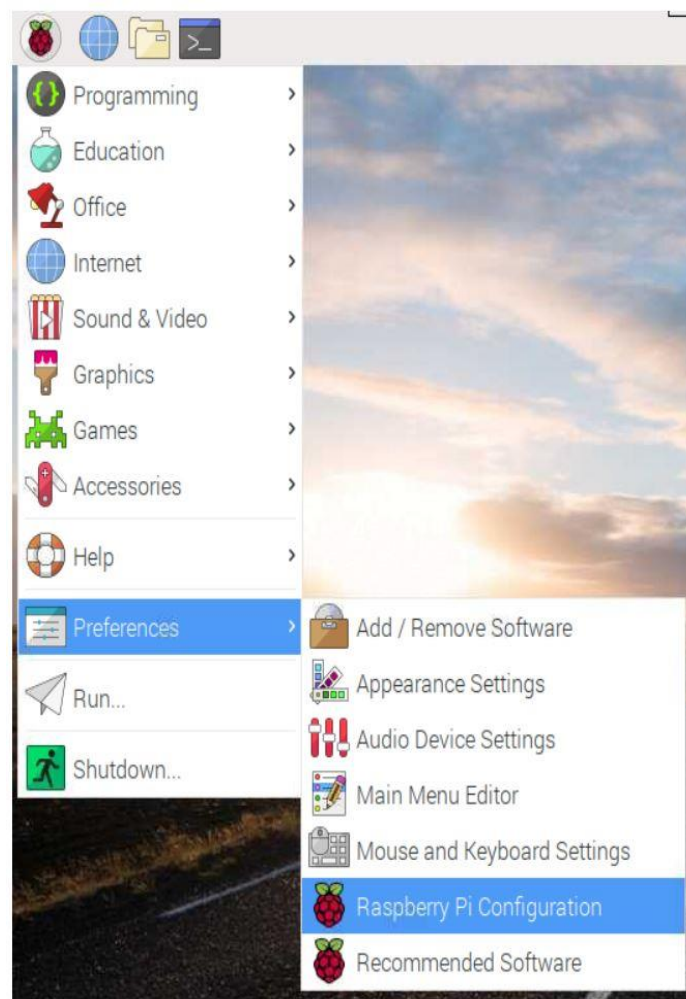 Programming
Education
Office
Internet
Sound & Video
Graphics
Games
Accessories
Help
Preferences
Run...
Shutdown...
Add / Remove Software
Appearance Settings
Audio Device Settings
Main Menu Editor
Mouse and Keyboard Settings
Raspberry Pi Configuration
Recommended Software